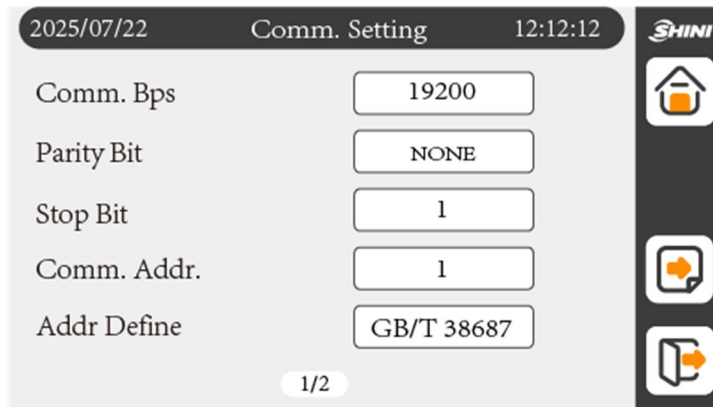 2025/07/22 Comm. Setting 12:12:12 SHINI
Comm. Bps 19200
Parity Bit NONE
Stop Bit 1
Comm. Addr. 1
Addr Define GB/T 38687
1/2